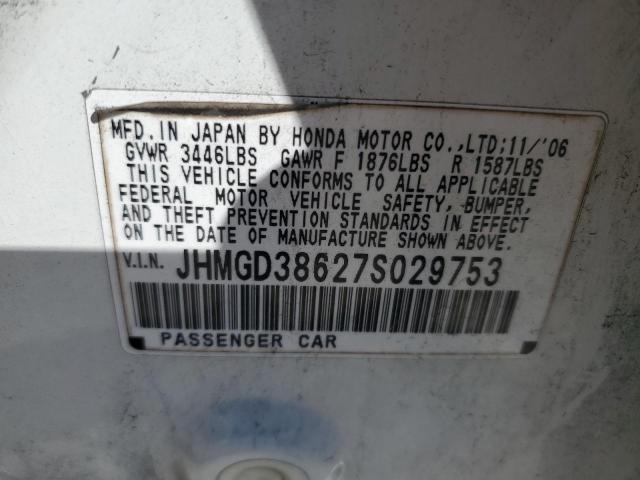 MFD.IN JAPAN BY HONDA MOTOR CO.,LTD;11/'06
GVWR 3446LBS GAWR F 1876LBS R 1587LBS
THIS VEHICLE CONFORMS TO ALL APPLICABLE
FEDERAL MOTOR VEHICLE SAFETY, BUMPER,
AND THEFT PREVENTION STANDARDS IN EFFECT
ON THE DATE OF MANUFACTURE SHOWN ABOVE.
V.I.N. JHMGD38627S029753
PASSENGER CAR